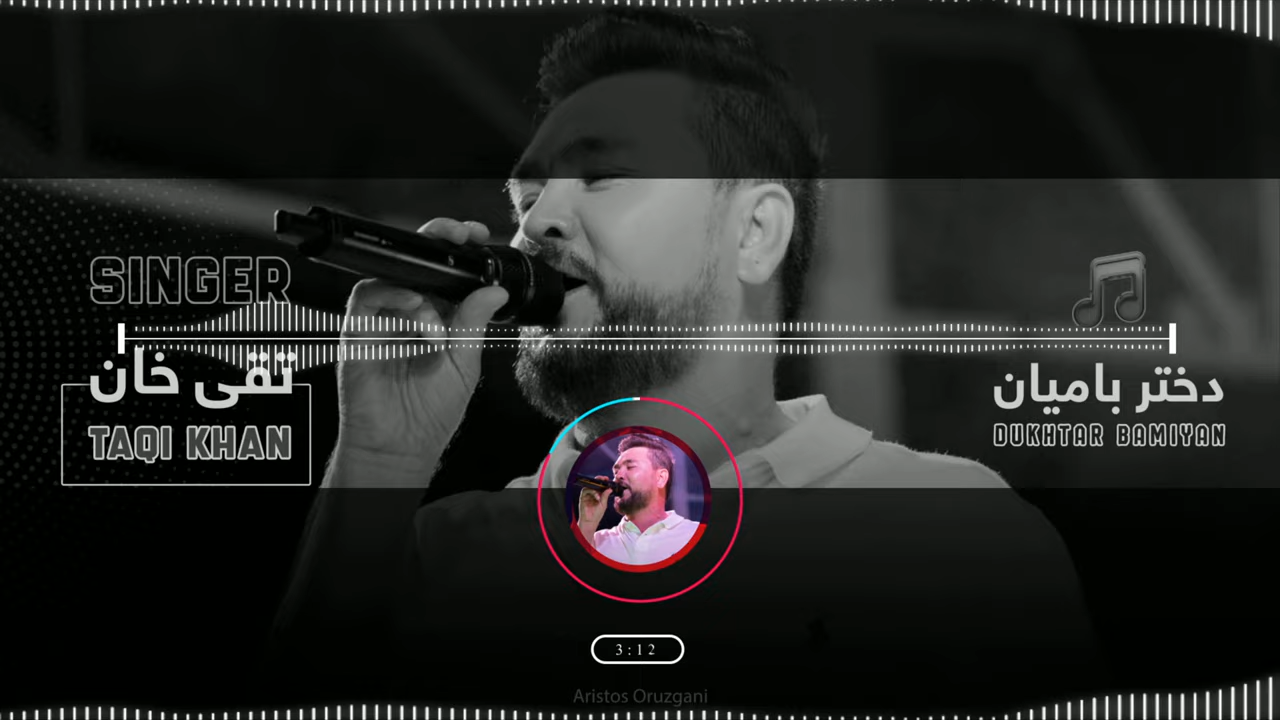 SINGER
تقی خان
TAQI KHAN
دختر بامیان
DUKHTAR BAMIYAN
3:12
Aristos Oruzgani